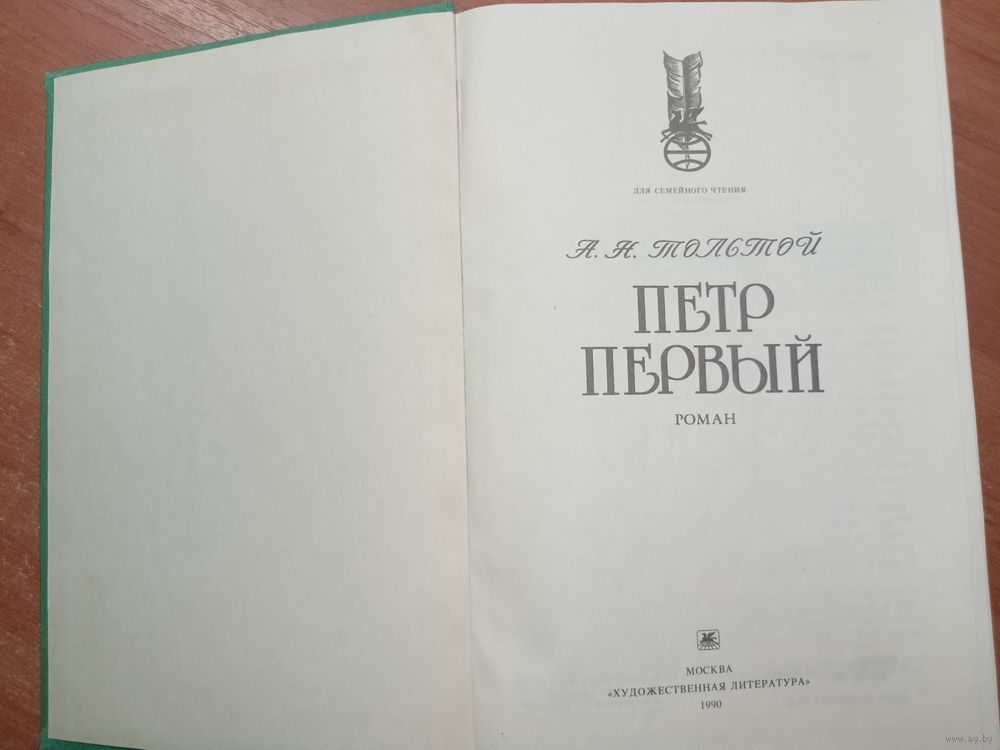 ДЛЯ СЕМЕЙНОГО ЧТЕНИЯ
А. Н. ТОЛСТОЙ
ПЕТР
ПЕРВЫЙ
РОМАН
МОСКВА
«ХУДОЖЕСТВЕННАЯ ЛИТЕРАТУРА»
1990
www.ay.by